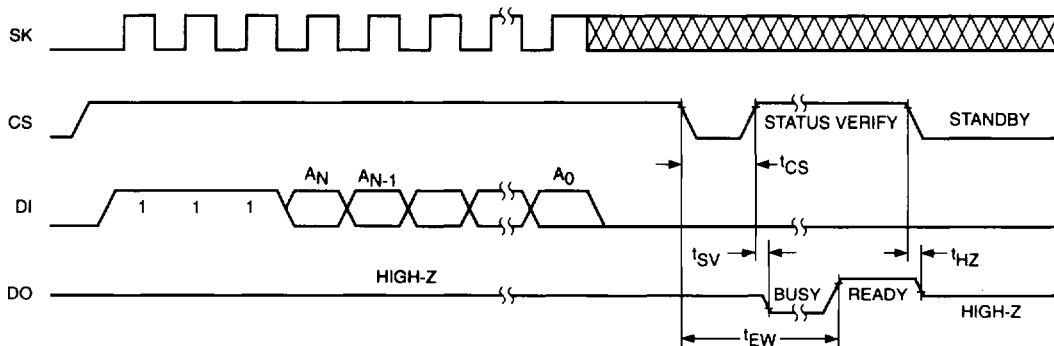 SK
CS
STATUS VERIFY
STANDBY
tCS
DI
1 1 1
AN
AN-1
A0
tSV
tHZ
DO
HIGH-Z
BUSY
READY
HIGH-Z
tEW